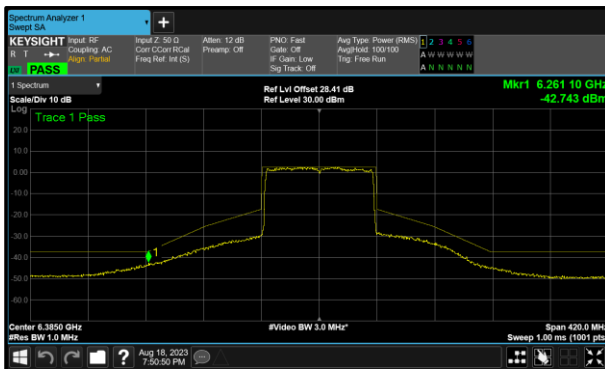 Spectrum Analyzer 1
Swept SA
KEYSIGHT
R T
PASS
Input: RF
Coupling: AC
Align: Partial
Input Z: 50 Ω
Corr CCorr RCal
Freq Ref: Int (S)
Atten: 12 dB
Preamp: Off
PNO: Fast
Gate: Off
IF Gain: Low
Sig Track: Off
Avg Type: Power (RMS)
Avg|Hold: 100/100
Trig: Free Run
1 2 3 4 5 6
A W W W W W
A N N N N N
1 Spectrum
Scale/Div 10 dB
Log
Ref Lvl Offset 28.41 dB
Ref Level 30.00 dBm
Mkr1 6.261 10 GHz
-42.743 dBm
Trace 1 Pass
20.0
10.0
0.00
-10.0
-20.0
-30.0
-40.0
-50.0
-60.0
1
Center 6.3850 GHz
#Res BW 1.0 MHz
#Video BW 3.0 MHz*
Span 420.0 MHz
Sweep 1.00 ms (1001 pts)
?
Aug 18, 2023
7:50:50 PM